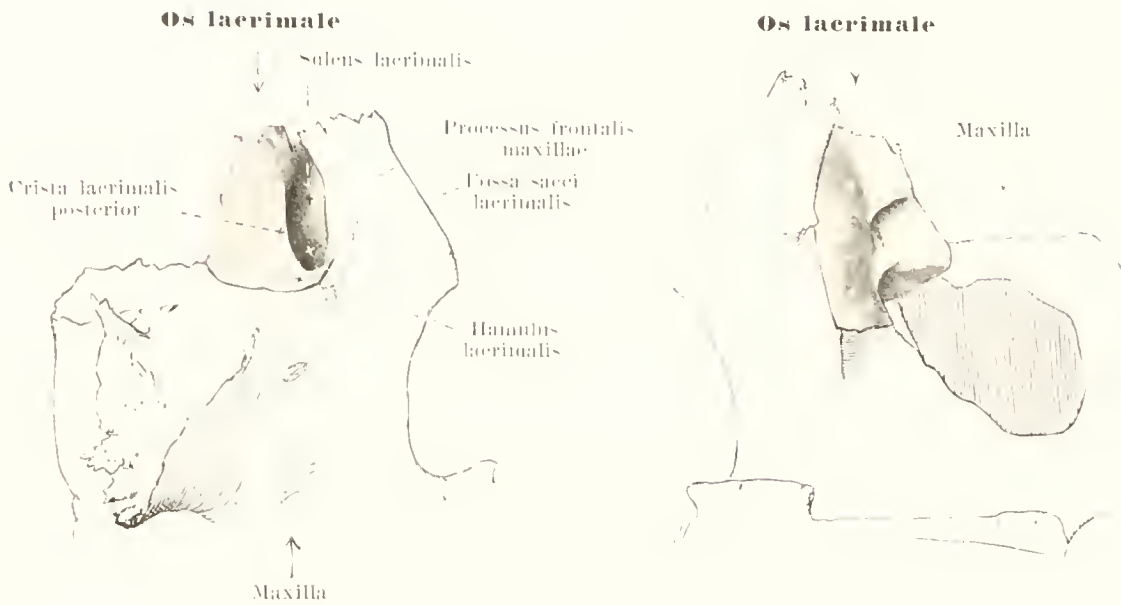 Os lacrimale
Sulcus lacrimalis
Processus frontalis
maxillae
Fossa sacci
lacrimalis
Crista lacrimalis
posterior
Hamulus
lacrimalis
Maxilla
Os lacrimale
Maxilla